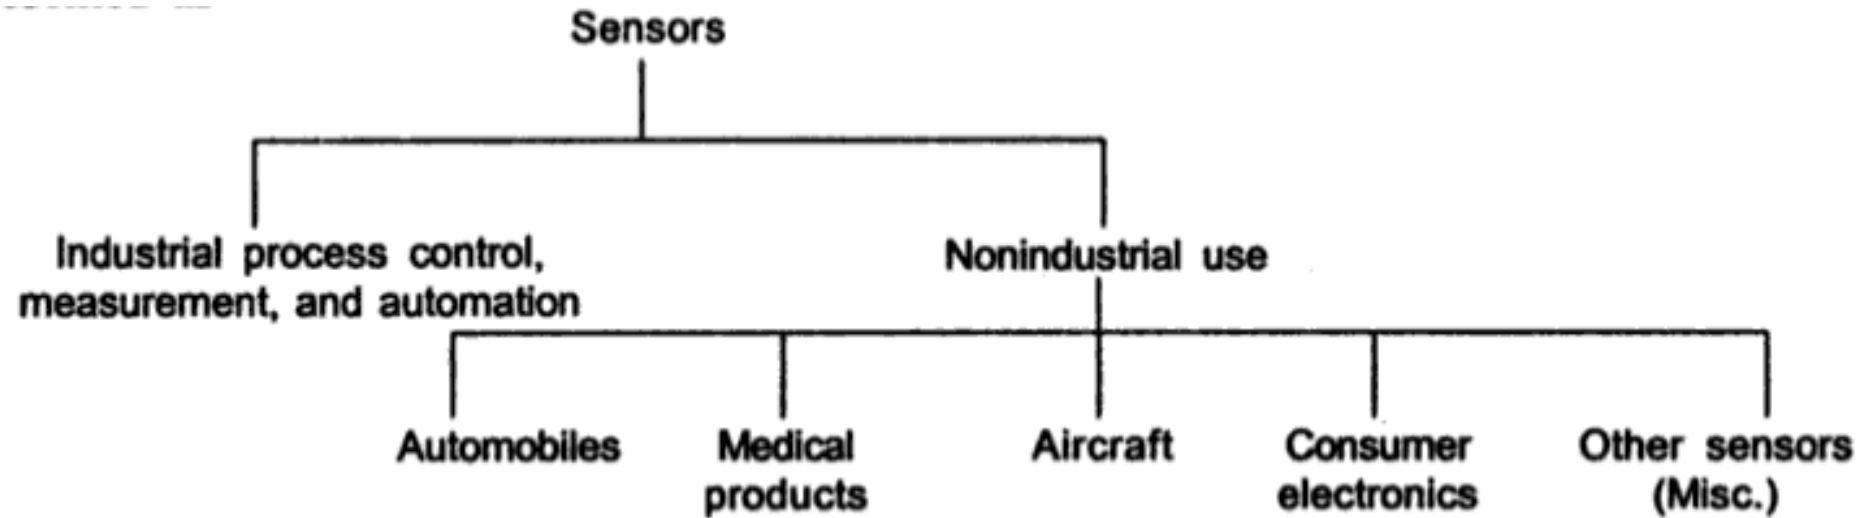 Sensors
Industrial process control,
measurement, and automation
Nonindustrial use
Automobiles
Medical
products
Aircraft
Consumer
electronics
Other sensors
(Misc.)